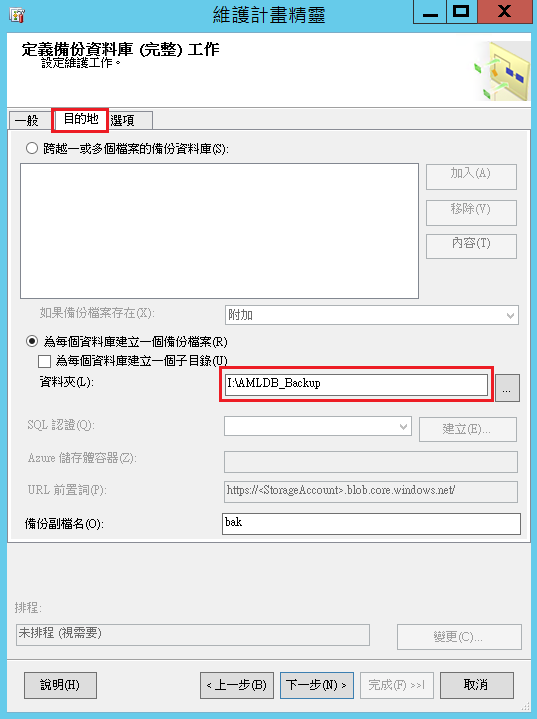 維護計畫精靈
定義備份資料庫 (完整) 工作
設定維護工作。
一般 目的地 選項
跨越一或多個檔案的備份資料庫(S):
加入(A)
移除(V)
內容(T)
如果備份檔案存在(X): 附加
為每個資料庫建立一個備份檔案(R)
為每個資料庫建立一個子目錄(U)
資料夾(L): I:\AMLDB_Backup ...
SQL 認證(Q): 建立(E)...
Azure 儲存體容器(Z):
URL 前置詞(P): https://<StorageAccount>.blob.core.windows.net/
備份副檔名(O): bak
排程:
未排程 (視需要) 變更(C)...
說明(H) < 上一步(B) 下一步(N) > 完成(F) >>| 取消